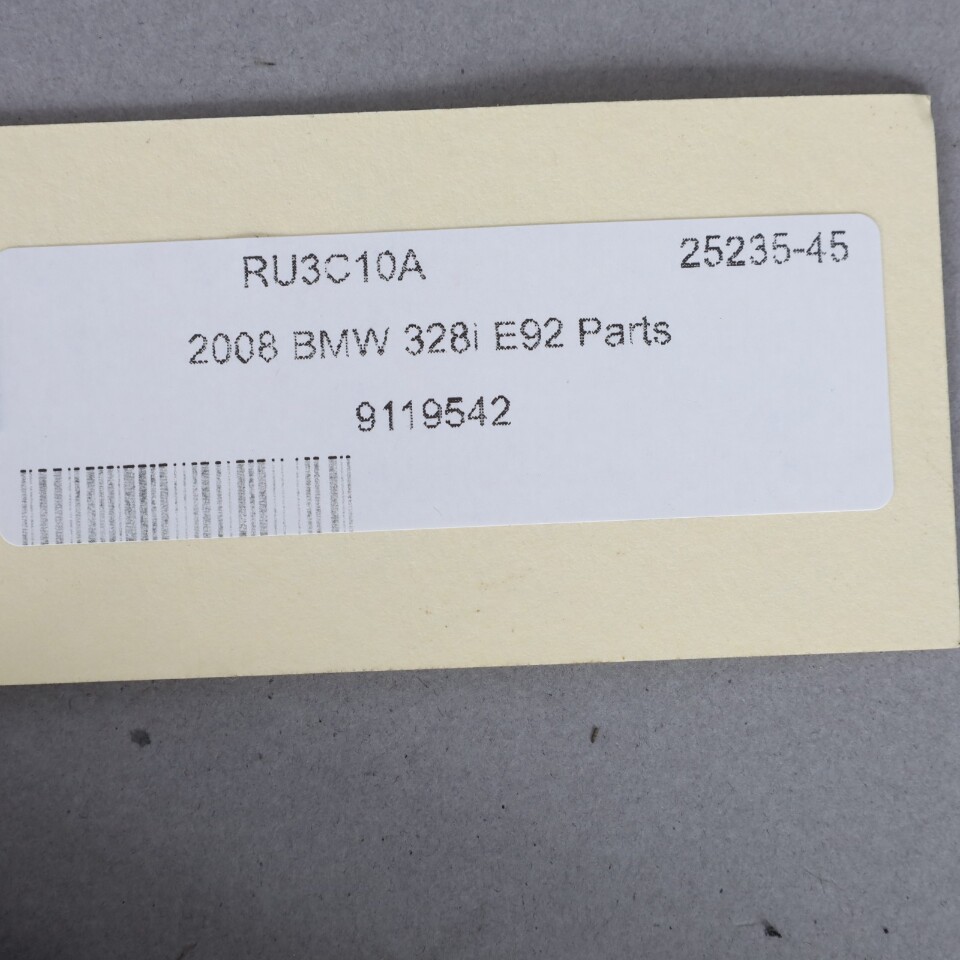 RU3C10A 25235-45
2008 BMW 328i E92 Parts
9119542